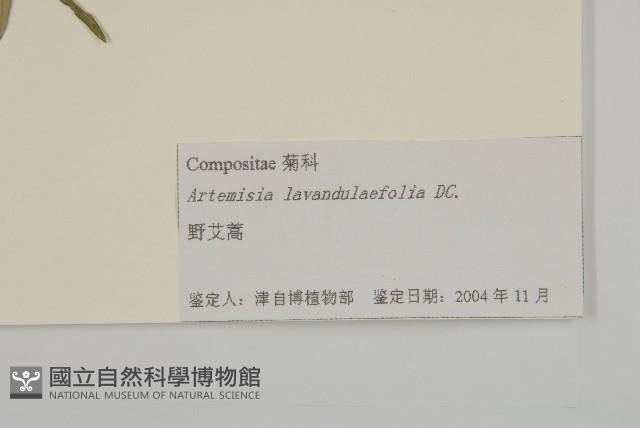 Compositae 菊科
Artemisia lavandulaefolia DC.
野艾蒿
鉴定人：津自博植物部 鉴定日期：2004 年 11 月
國立自然科學博物館
NATIONAL MUSEUM OF NATURAL SCIENCE